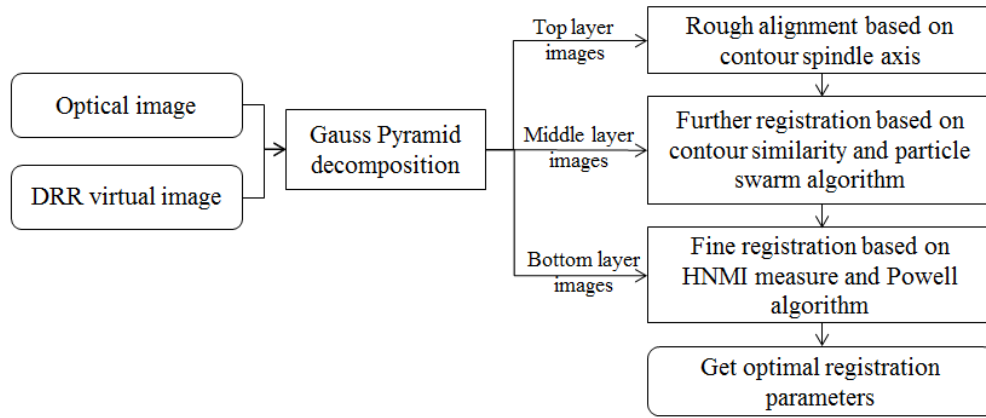 Optical image
DRR virtual image
Gauss Pyramid
decomposition
Top layer
images
Middle layer
images
Bottom layer
images
Rough alignment based on
contour spindle axis
Further registration based on
contour similarity and particle
swarm algorithm
Fine registration based on
HNMI measure and Powell
algorithm
Get optimal registration
parameters